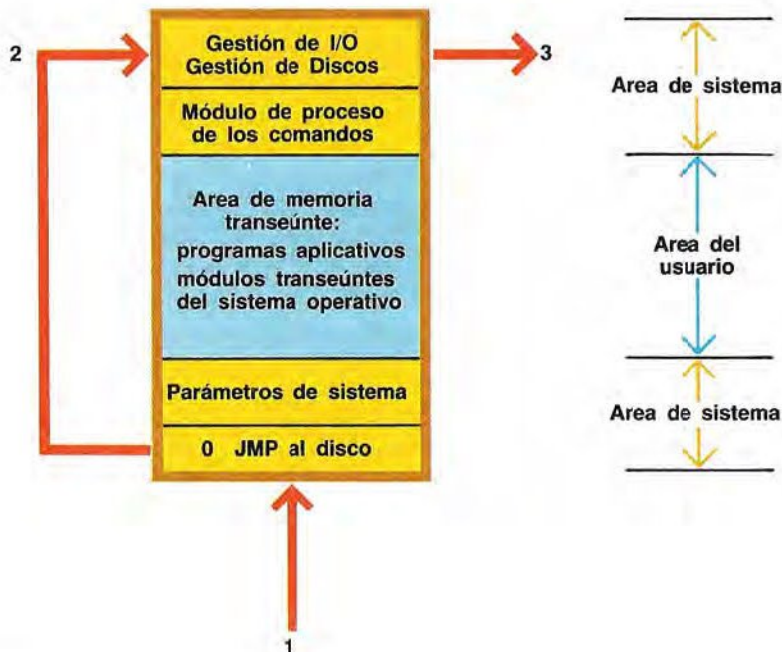 2
Gestión de I/O
Gestión de Discos
3
Módulo de proceso
de los comandos
Area de memoria
transeúnte:
programas aplicativos
módulos transeúntes
del sistema operativo
Parámetros de sistema
0 JMP al disco
1
Area de sistema
Area del
usuario
Area de sistema